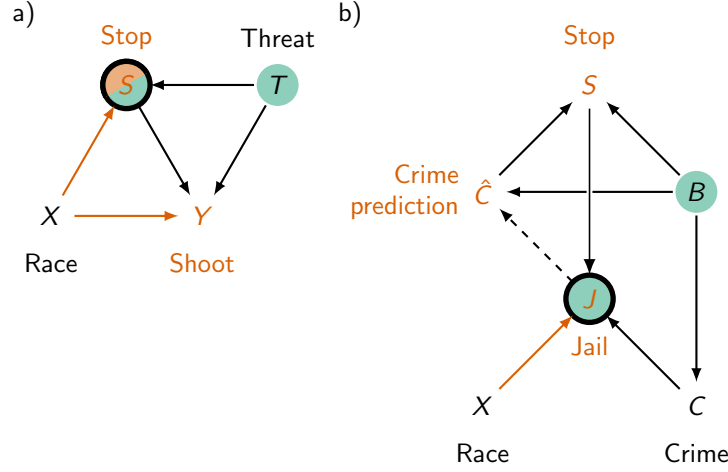 a)
Stop
Threat
S
T
X
Y
Race
Shoot
b)
Stop
S
Crime
prediction
Ĉ
B
J
Jail
X
C
Race
Crime